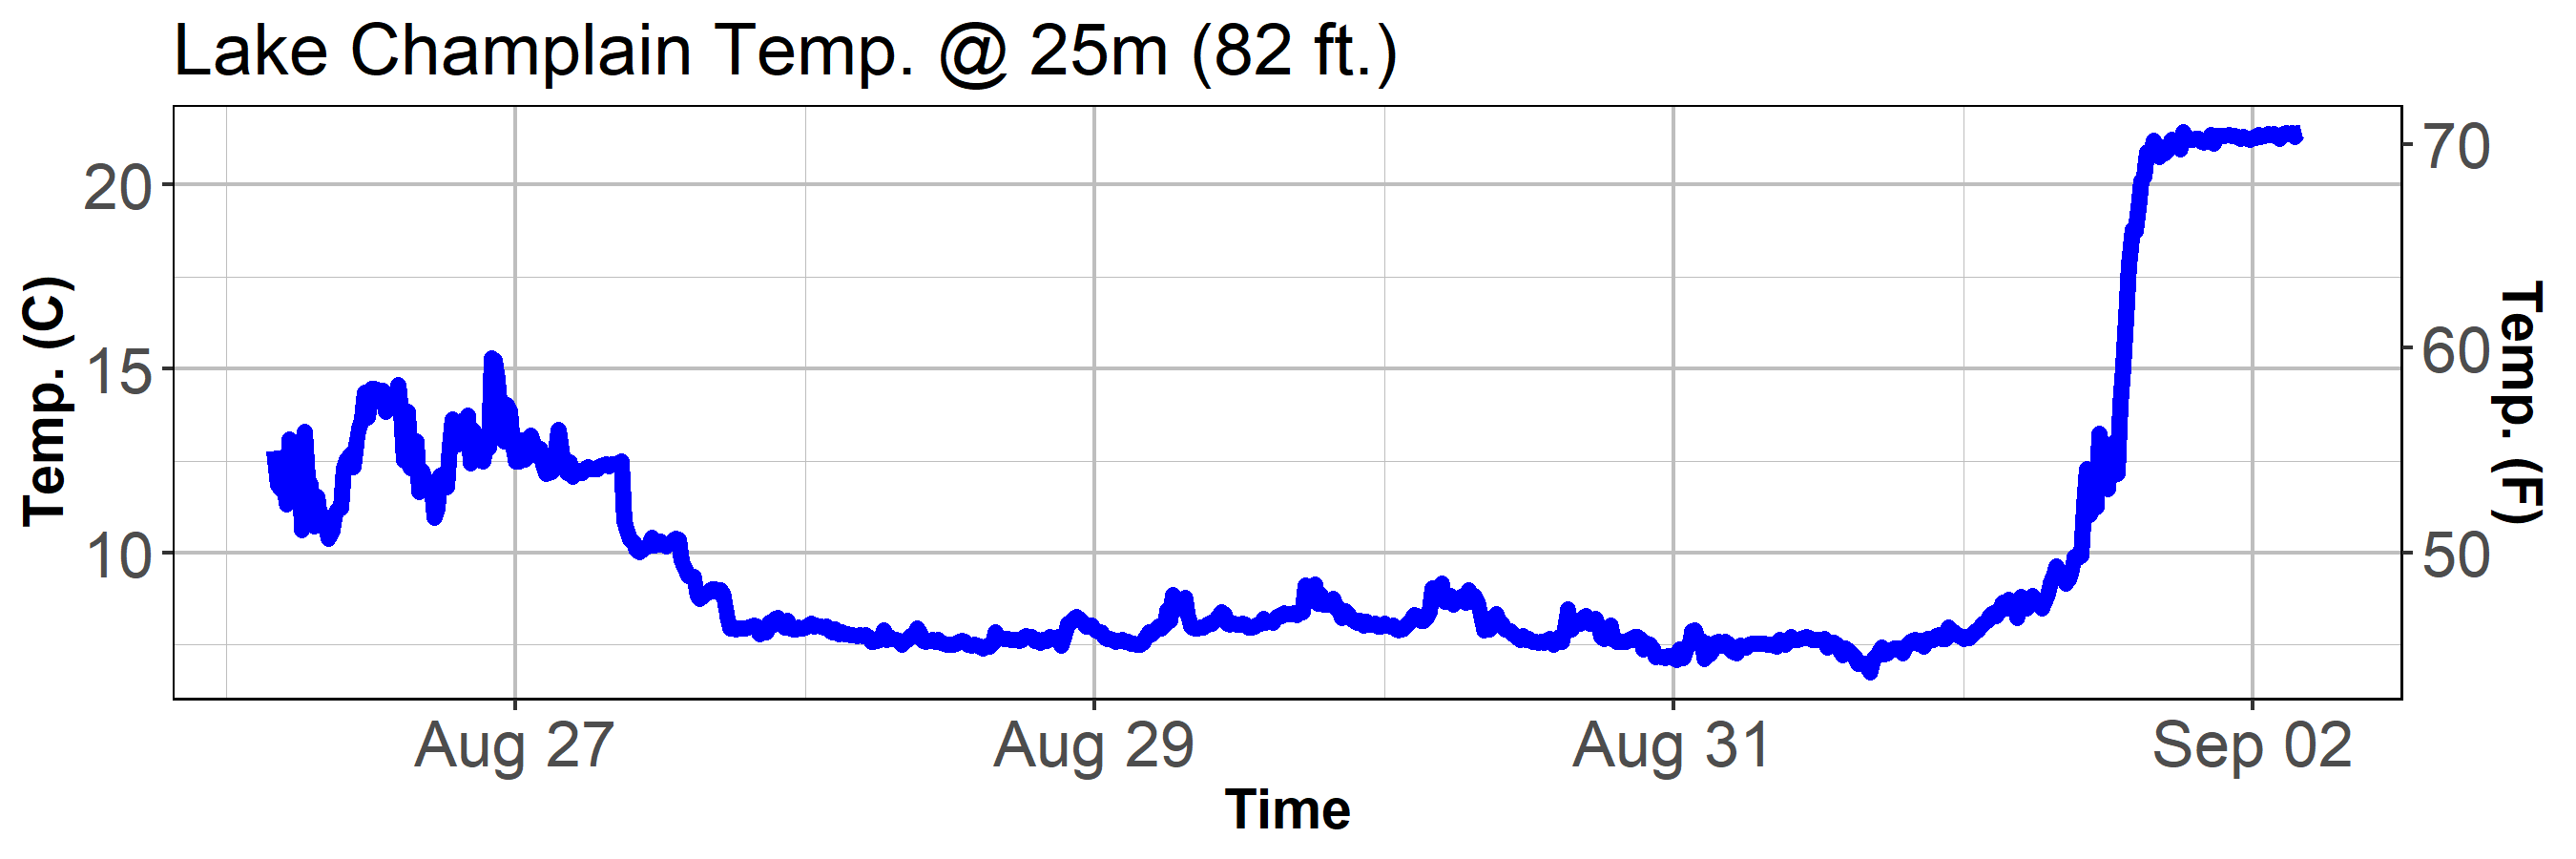 Lake Champlain Temp. @ 25m (82 ft.)
20
15
10
Temp. (C)
70
60
50
Temp. (F)
Aug 27 Aug 29 Aug 31 Sep 02
Time